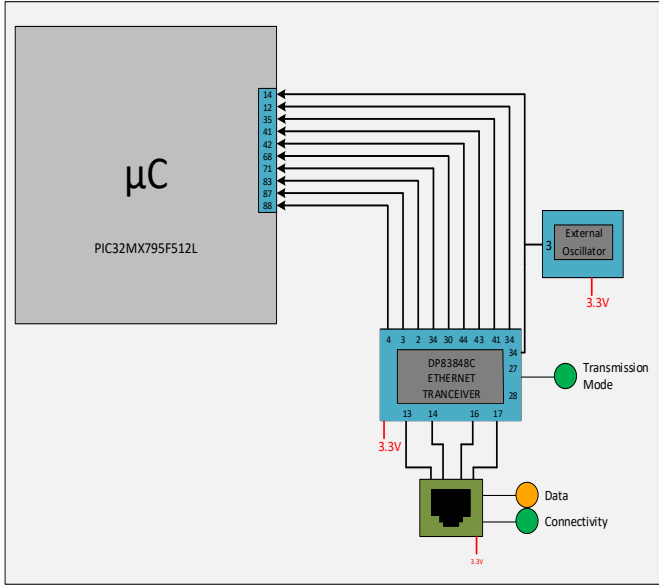 14
12
35
41
42
68
71
83
87
88
µC
PIC32MX795F512L
3
External
Oscillator
3.3V
4 3 2 34 30 44 43 41 34
34
DP83848C
ETHERNET
TRANCEIVER
27
28
Transmission
Mode
13 14 16 17
3.3V
Data
Connectivity
3.3V